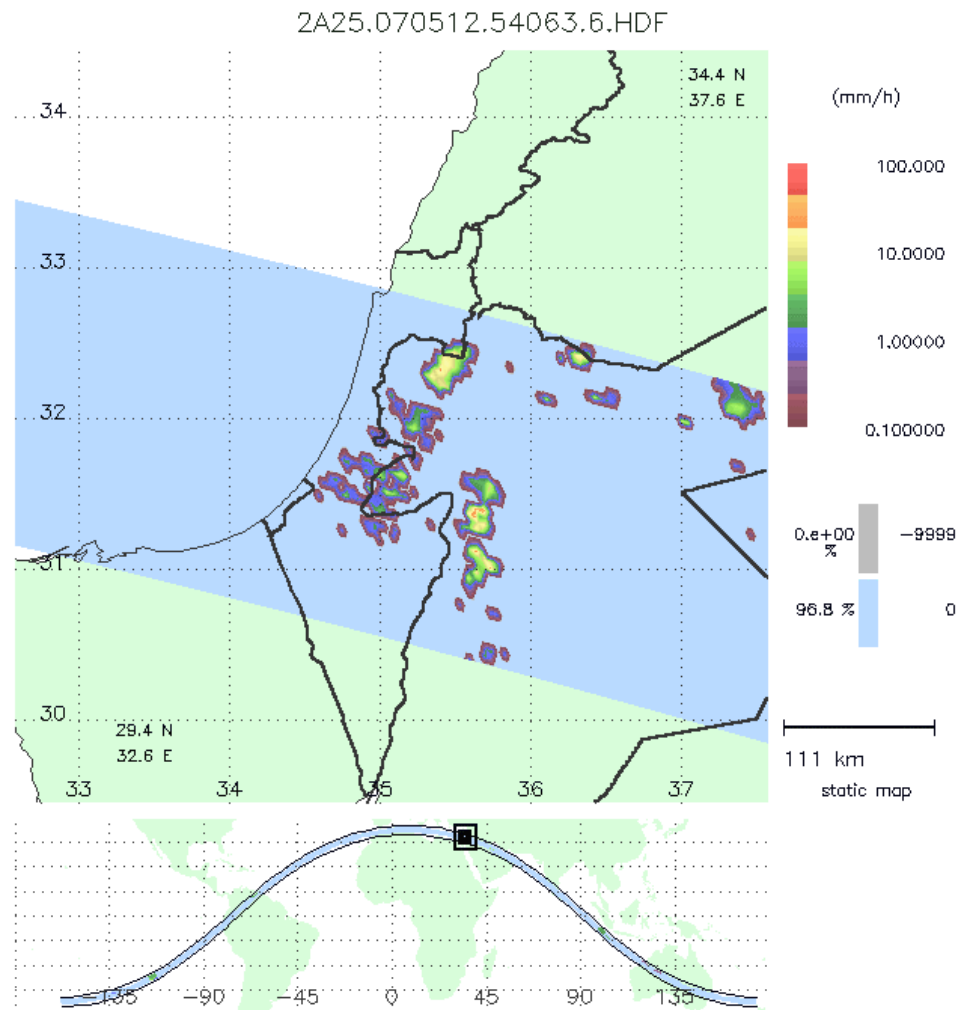 2A25.070512.54063.6.HDF
34.4 N
37.6 E
(mm/h)
34
33
32
31
30
100.000
10.0000
1.00000
0.100000
0.e+00
%
-9999
96.8 %
0
29.4 N
32.6 E
33
34
35
36
37
111 km
static map
-135
-90
-45
0
45
90
135